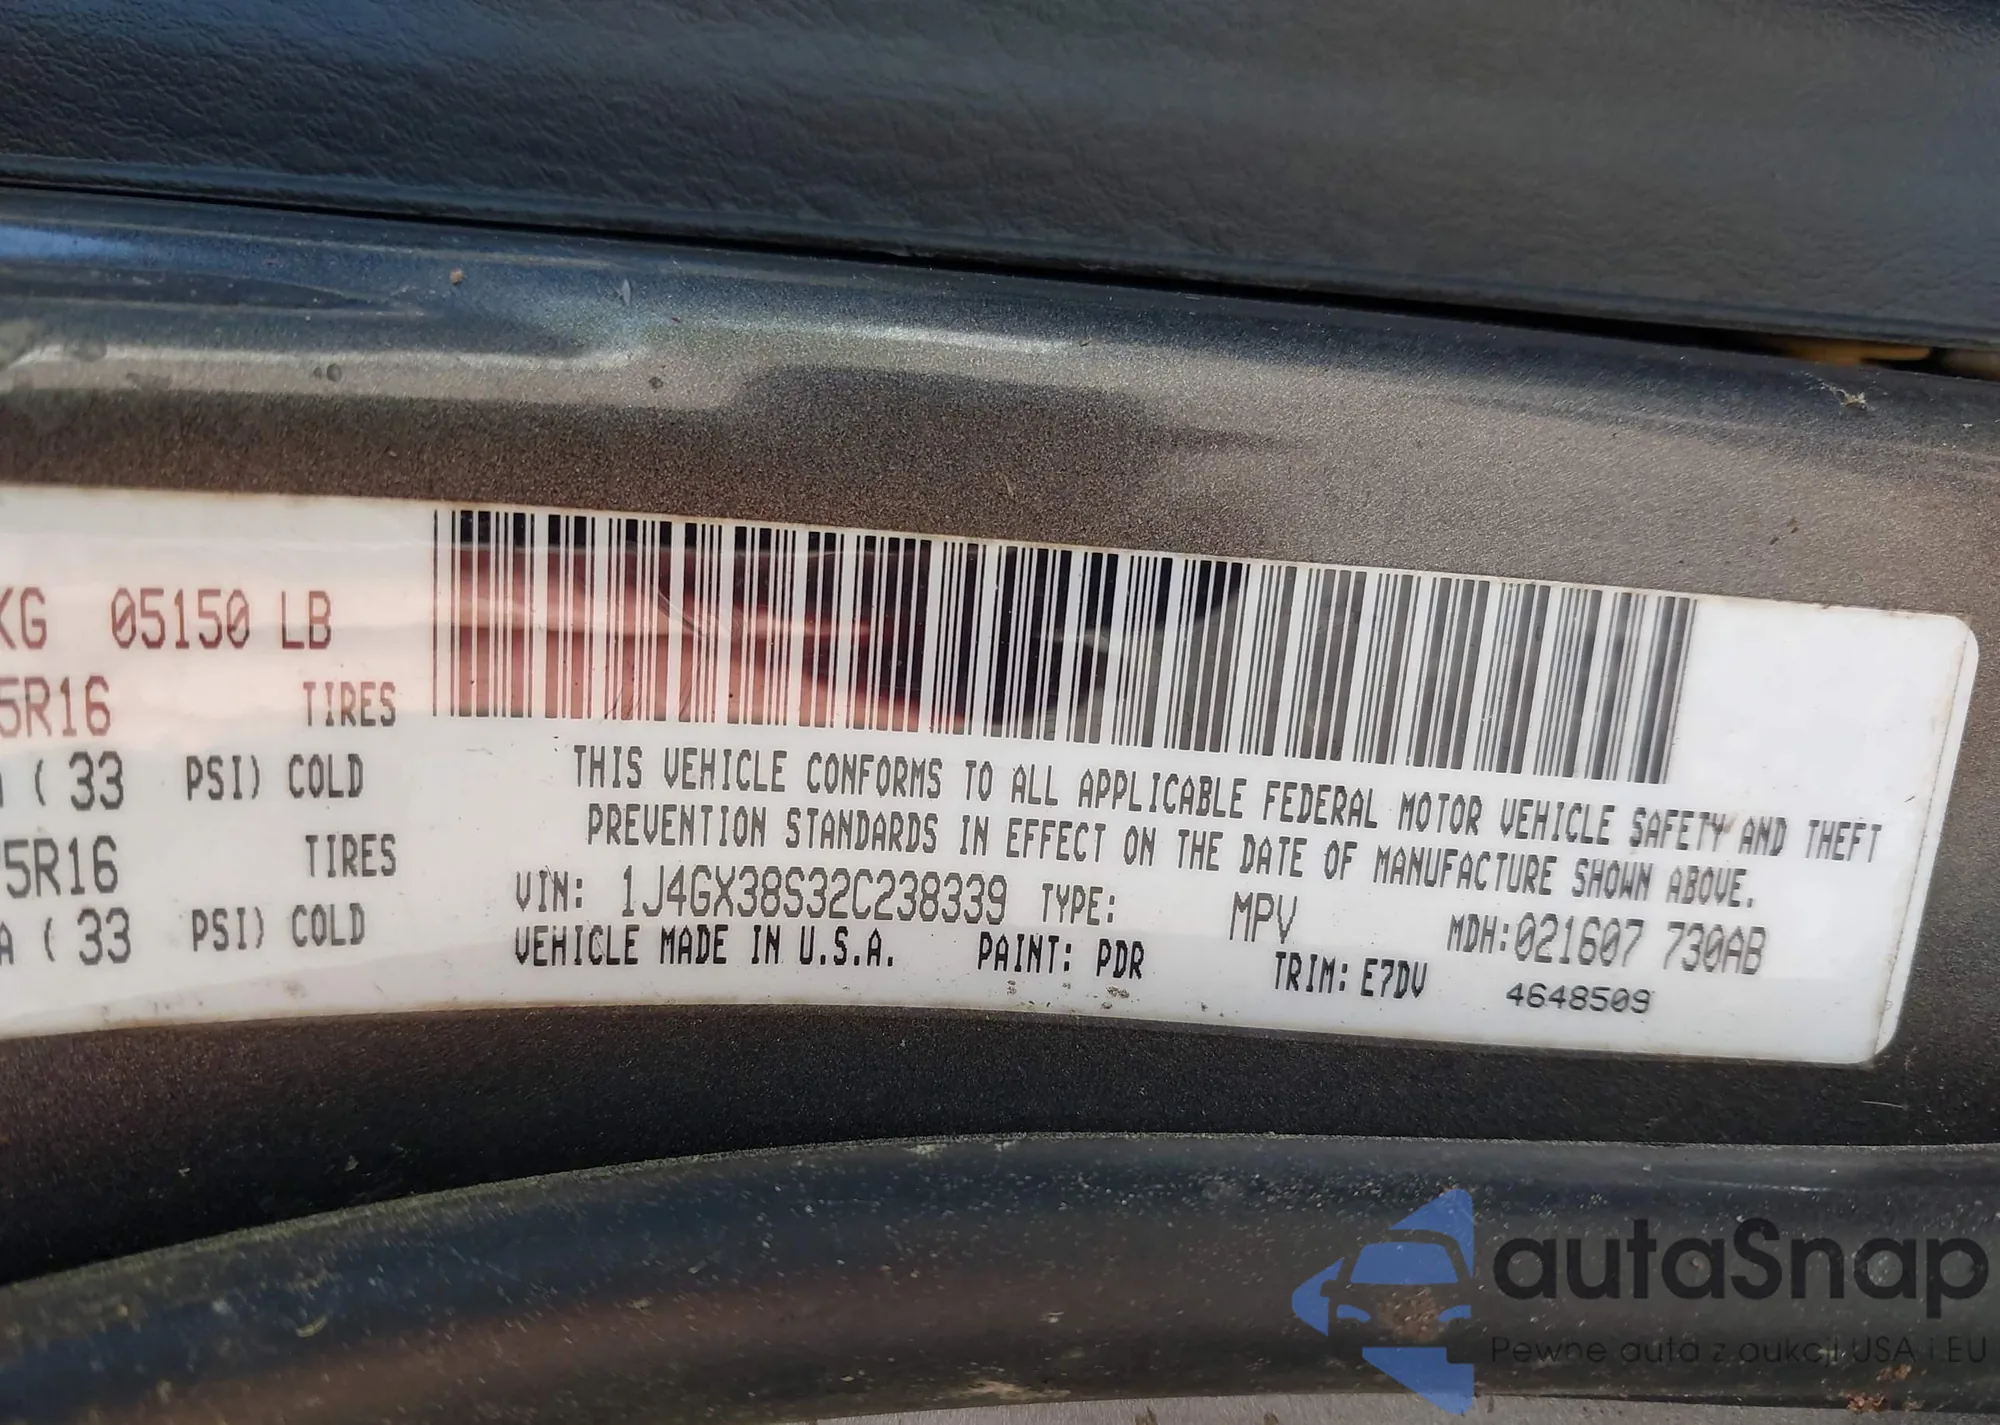 KG 05150 LB
5R16 TIRES
( 33 PSI) COLD
5R16 TIRES
A ( 33 PSI) COLD
THIS VEHICLE CONFORMS TO ALL APPLICABLE FEDERAL MOTOR VEHICLE SAFETY AND THEFT
PREVENTION STANDARDS IN EFFECT ON THE DATE OF MANUFACTURE SHOWN ABOVE.
VIN: 1J4GX38S32C238339 TYPE: MPV MDH:021607 730AB
VEHICLE MADE IN U.S.A. PAINT: PDR TRIM: E7DV 4648509
autaSnap
Pewne auta z aukcji USA i EU